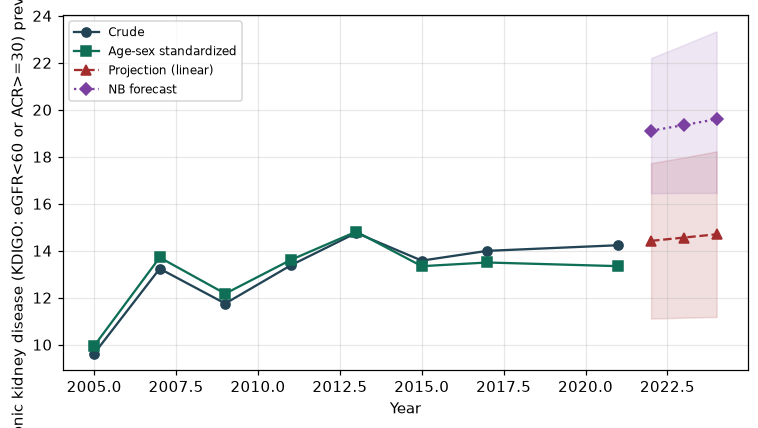 onic kidney disease (KDIGO: eGFR<60 or ACR>=30) prev
24
22
20
18
16
14
12
10
Crude
Age-sex standardized
Projection (linear)
NB forecast
2005.0 2007.5 2010.0 2012.5 2015.0 2017.5 2020.0 2022.5
Year